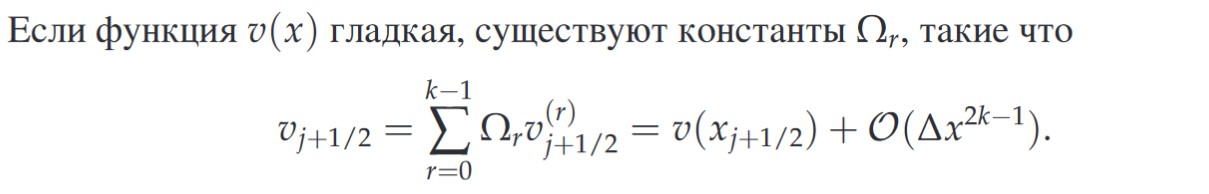 Если функция v(x) гладкая, существуют константы Ω_r, такие что
v_{j+1/2} = \sum_{r=0}^{k−1} Ω_r v_{j+1/2}^{(r)} = v(x_{j+1/2}) + 𝒪(Δx^{2k−1}).